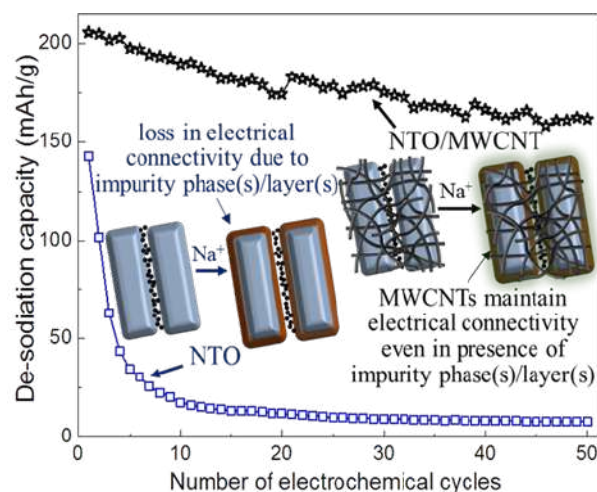 De-sodiation capacity (mAh/g)
200
150
100
50
0
NTO/MWCNT
loss in electrical
connectivity due to
impurity phase(s)/layer(s)
Na+
Na+
MWCNTs maintain
electrical connectivity
even in presence of
impurity phase(s)/layer(s)
NTO
0 10 20 30 40 50
Number of electrochemical cycles